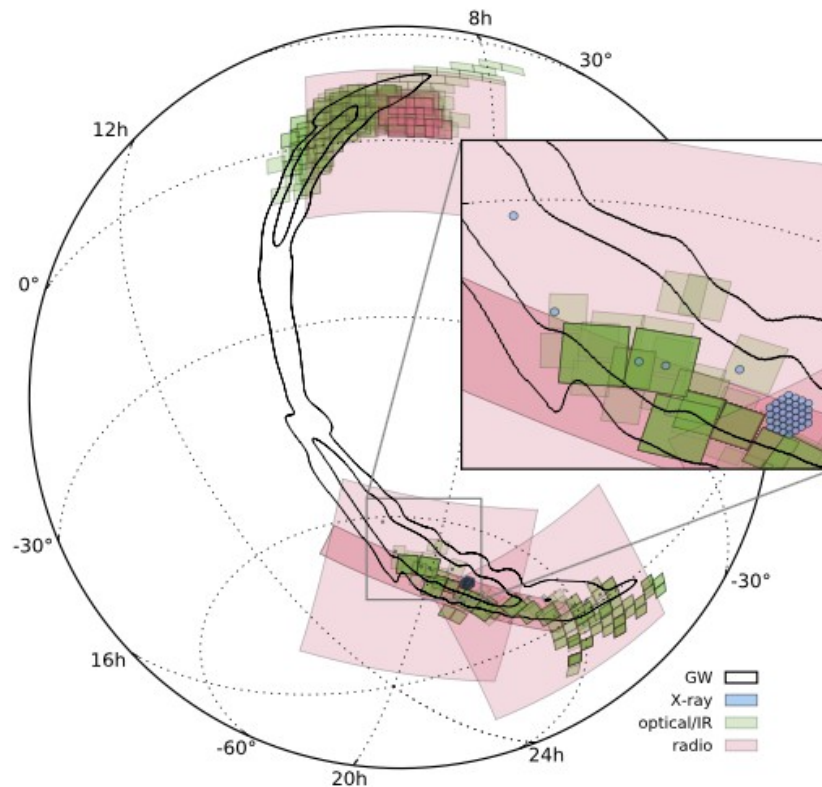 8h
30°
12h
0°
-30°
-30°
16h
-60°
20h
24h
GW
X-ray
optical/IR
radio